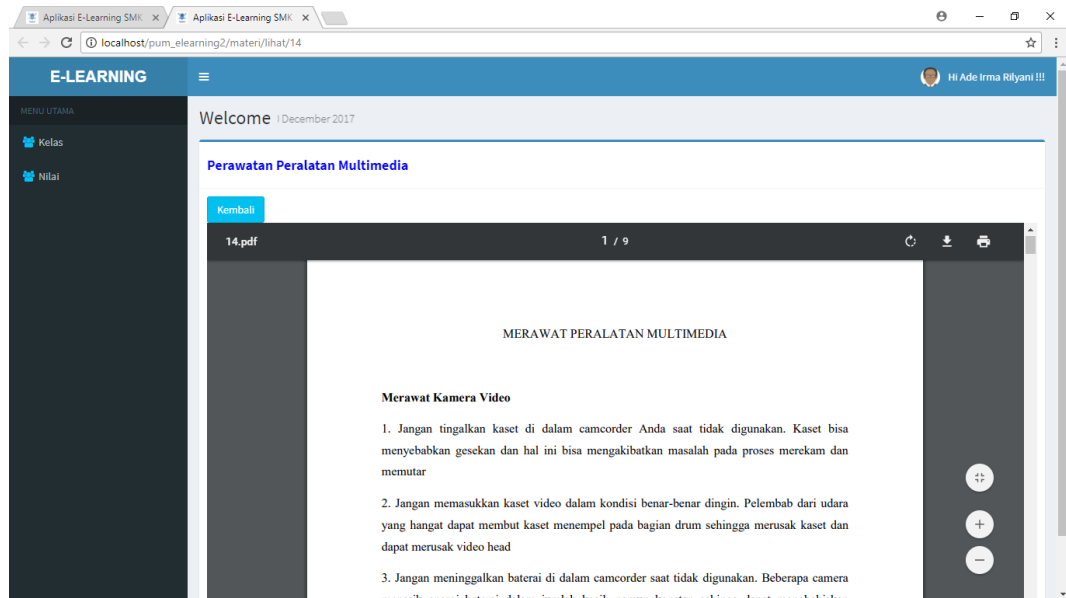 Aplikasi E-Learning SMK
Aplikasi E-Learning SMK
localhost/pum_elearning2/materi/lihat/14
E-LEARNING
Hi Ade Irma Rilyani !!!
MENU UTAMA
Welcome December 2017
Kelas
Nilai
Perawatan Peralatan Multimedia
Kembali
14.pdf
1 / 9
MERAWAT PERALATAN MULTIMEDIA
Merawat Kamera Video
1. Jangan tingalkan kaset di dalam camcorder Anda saat tidak digunakan. Kaset bisa
menyebabkan gesekan dan hal ini bisa mengakibatkan masalah pada proses merekam dan
memutar
2. Jangan memasukkan kaset video dalam kondisi benar-benar dingin. Pelembab dari udara
yang hangat dapat membut kaset menempel pada bagian drum sehingga merusak kaset dan
dapat merusak video head
3. Jangan meninggalkan baterai di dalam camcorder saat tidak digunakan. Beberapa camera